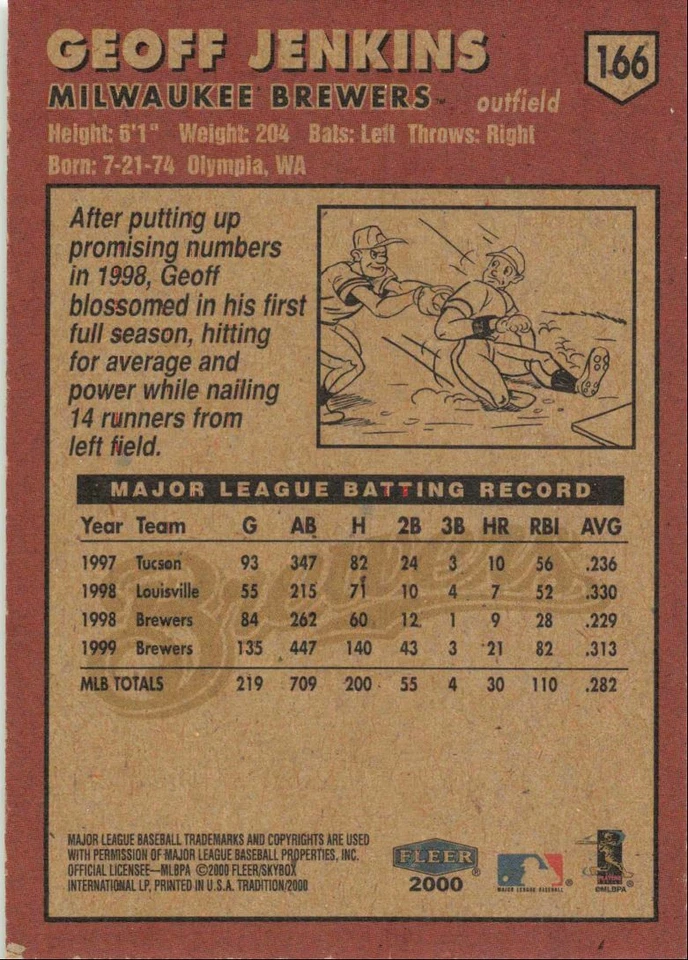 GEOFF JENKINS
166
MILWAUKEE BREWERS™ outfield
Height: 6'1" Weight: 204 Bats: Left Throws: Right
Born: 7-21-74 Olympia, WA
After putting up
promising numbers
in 1998, Geoff
blossomed in his first
full season, hitting
for average and
power while nailing
14 runners from
left field.
MAJOR LEAGUE BATTING RECORD
Year Team G AB H 2B 3B HR RBI AVG
1997 Tucson 93 347 82 24 3 10 56 .236
1998 Louisville 55 215 71 10 4 7 52 .330
1998 Brewers 84 262 60 12 1 9 28 .229
1999 Brewers 135 447 140 43 3 21 82 .313
MLB TOTALS 219 709 200 55 4 30 110 .282
MAJOR LEAGUE BASEBALL TRADEMARKS AND COPYRIGHTS ARE USED
WITH PERMISSION OF MAJOR LEAGUE BASEBALL PROPERTIES, INC.
OFFICIAL LICENSEE—MLBPA ©2000 FLEER/SKYBOX
INTERNATIONAL LP, PRINTED IN U.S.A. TRADITION/2000
FLEER
2000
MAJOR LEAGUE BASEBALL®
©MLBPA